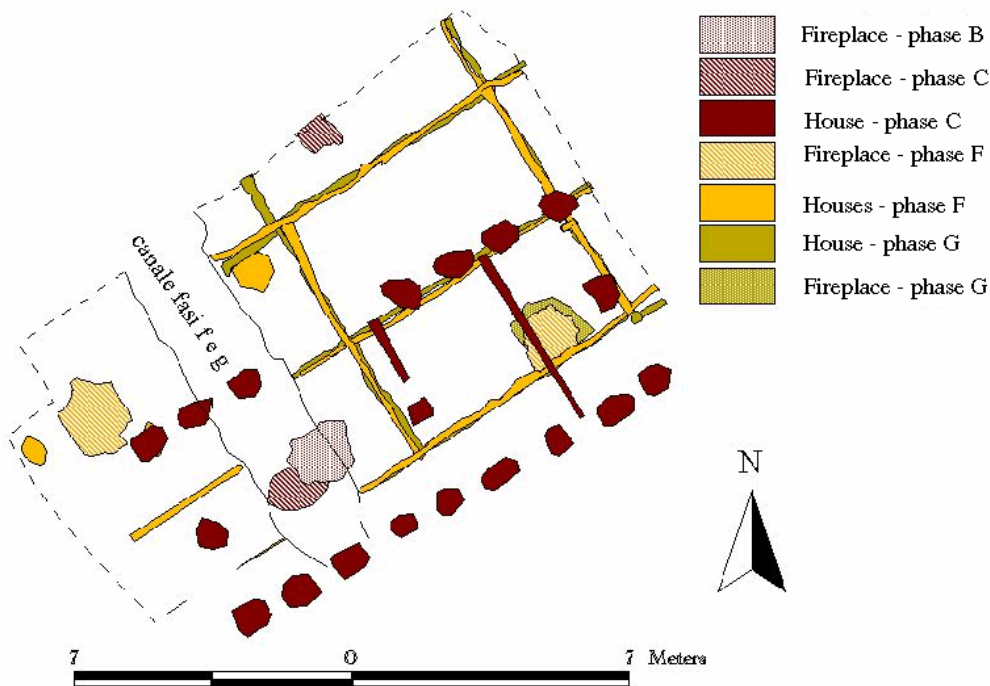 Fireplace - phase B
Fireplace - phase C
House - phase C
Fireplace - phase F
Houses - phase F
House - phase G
Fireplace - phase G
canale fasi f e g
N
7 0 7 Meters